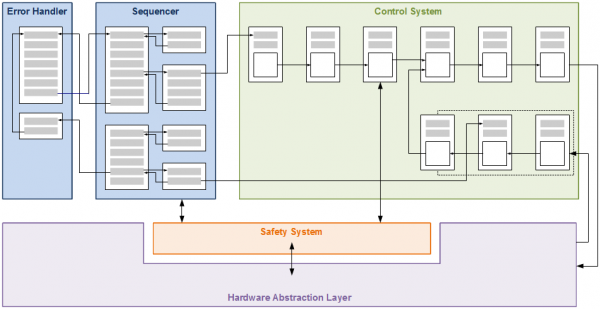 Error Handler
Sequencer
Control System
Safety System
Hardware Abstraction Layer